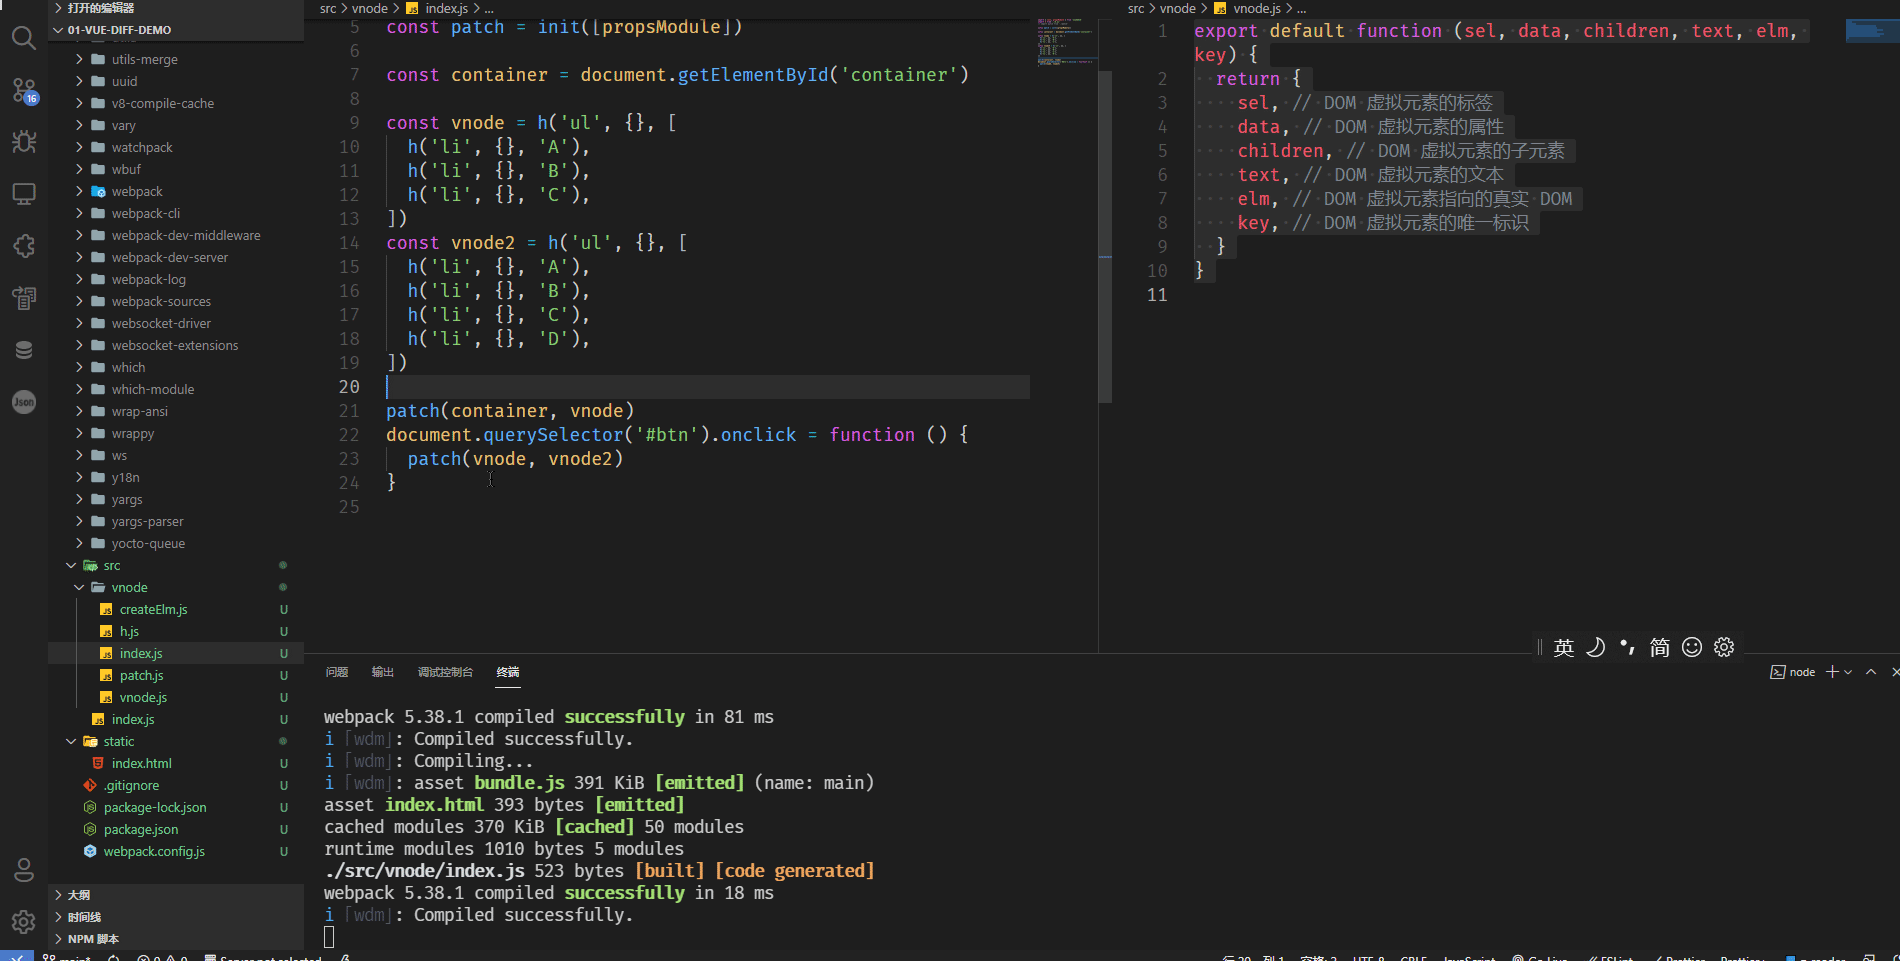 打开的编辑器
01-VUE-DIFF-DEMO
utils-merge
uuid
v8-compile-cache
vary
watchpack
wbuf
webpack
webpack-cli
webpack-dev-middleware
webpack-dev-server
webpack-log
webpack-sources
websocket-driver
websocket-extensions
which
which-module
wrap-ansi
wrappy
ws
y18n
yargs
yargs-parser
yocto-queue
src
vnode
createElm.js U
h.js U
index.js U
patch.js U
vnode.js U
index.js U
static
index.html U
.gitignore U
package-lock.json U
package.json U
webpack.config.js U
大纲
时间线
NPM 脚本
16
Json
src > vnode > index.js > ...
5 const patch = init([propsModule])
6
7 const container = document.getElementById('container')
8
9 const vnode = h('ul', {}, [
10 h('li', {}, 'A'),
11 h('li', {}, 'B'),
12 h('li', {}, 'C'),
13 ])
14 const vnode2 = h('ul', {}, [
15 h('li', {}, 'A'),
16 h('li', {}, 'B'),
17 h('li', {}, 'C'),
18 h('li', {}, 'D'),
19 ])
20
21 patch(container, vnode)
22 document.querySelector('#btn').onclick = function () {
23 patch(vnode, vnode2)
24 }
25
src > vnode > vnode.js > ...
1 export default function (sel, data, children, text, elm,
key) {
2 return {
3 sel, // DOM 虚拟元素的标签
4 data, // DOM 虚拟元素的属性
5 children, // DOM 虚拟元素的子元素
6 text, // DOM 虚拟元素的文本
7 elm, // DOM 虚拟元素指向的真实 DOM
8 key, // DOM 虚拟元素的唯一标识
9 }
10 }
11
英 简
问题 输出 调试控制台 终端
node
webpack 5.38.1 compiled successfully in 81 ms
i ｢wdm｣: Compiled successfully.
i ｢wdm｣: Compiling...
i ｢wdm｣: asset bundle.js 391 KiB [emitted] (name: main)
asset index.html 393 bytes [emitted]
cached modules 370 KiB [cached] 50 modules
runtime modules 1010 bytes 5 modules
./src/vnode/index.js 523 bytes [built] [code generated]
webpack 5.38.1 compiled successfully in 18 ms
i ｢wdm｣: Compiled successfully.